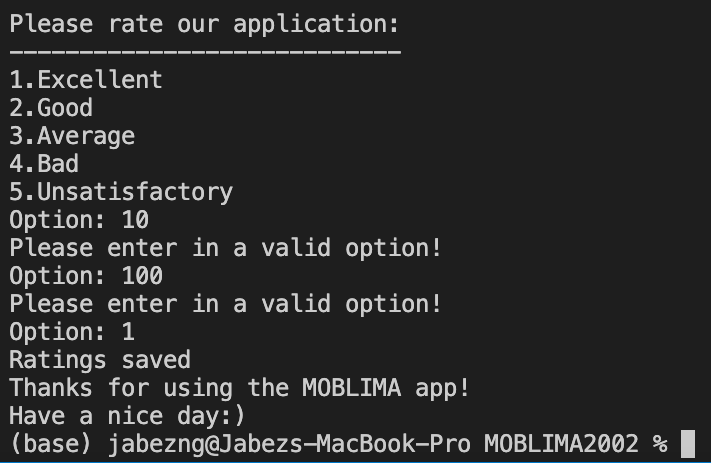 Please rate our application:
----------------------------
1.Excellent
2.Good
3.Average
4.Bad
5.Unsatisfactory
Option: 10
Please enter in a valid option!
Option: 100
Please enter in a valid option!
Option: 1
Ratings saved
Thanks for using the MOBLIMA app!
Have a nice day:)
(base) jabezng@Jabezs-MacBook-Pro MOBLIMA2002 %